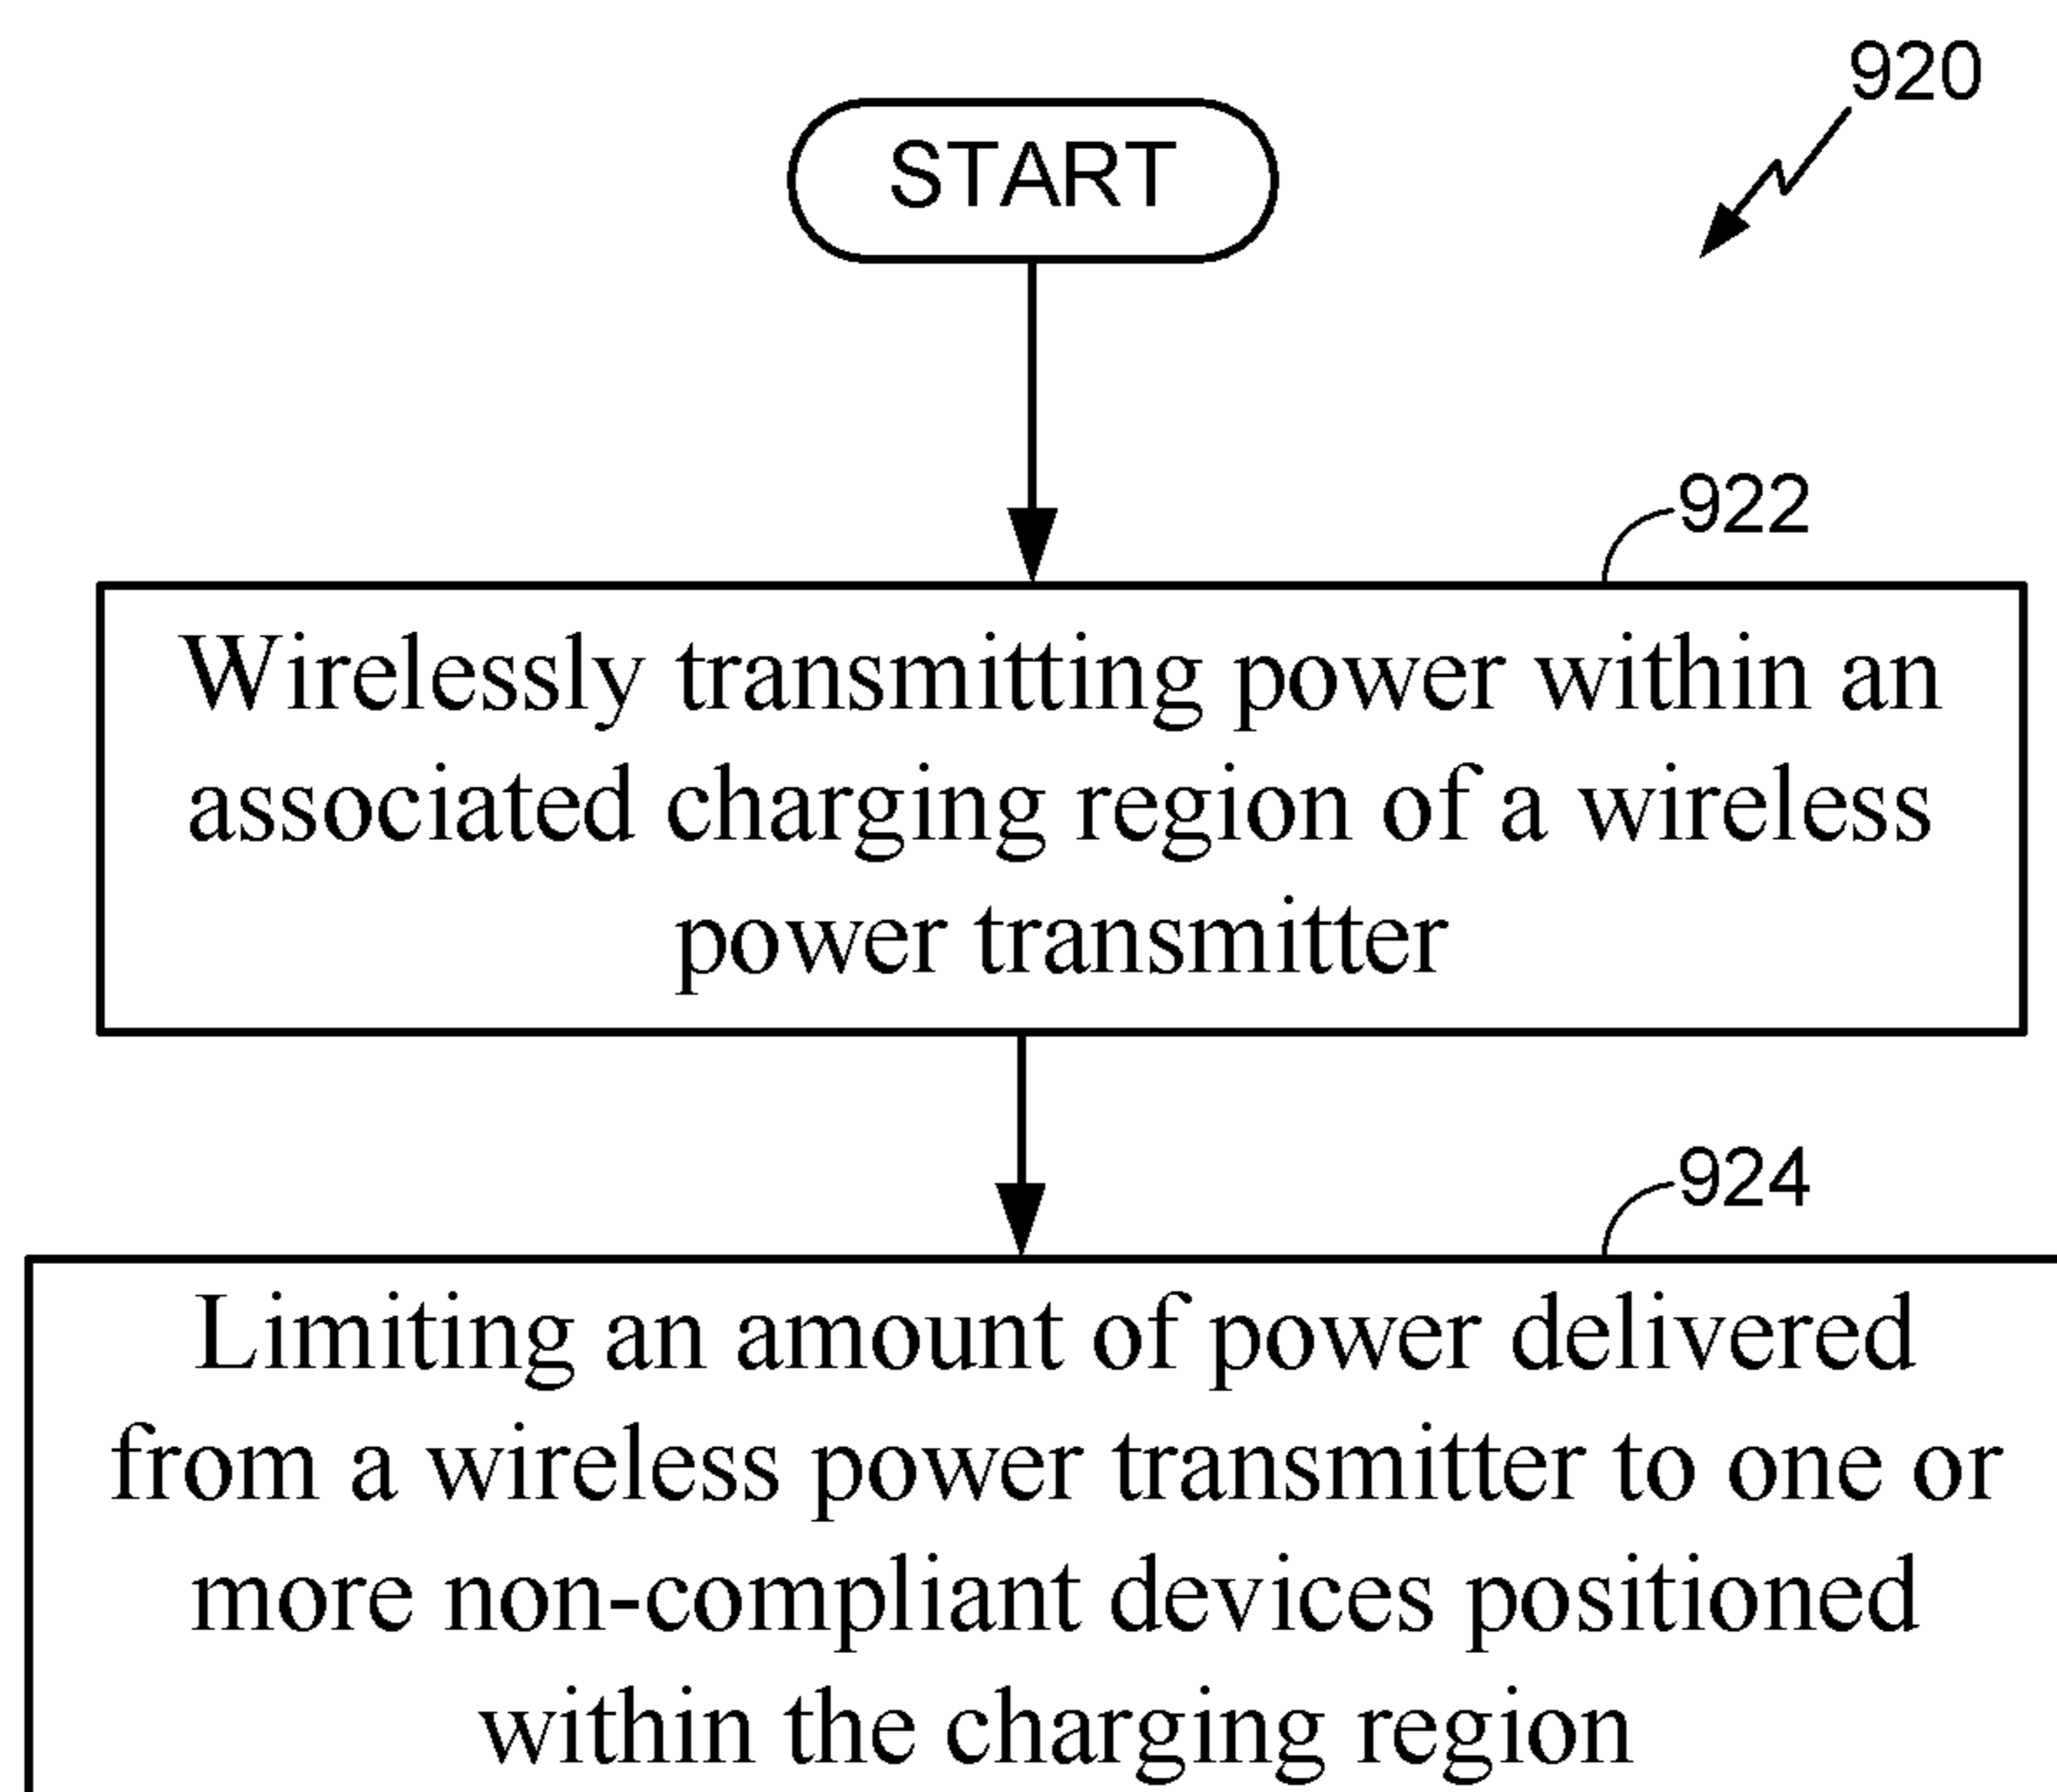 920
START
922
Wirelessly transmitting power within an
associated charging region of a wireless
power transmitter
924
Limiting an amount of power delivered
from a wireless power transmitter to one or
more non-compliant devices positioned
within the charging region